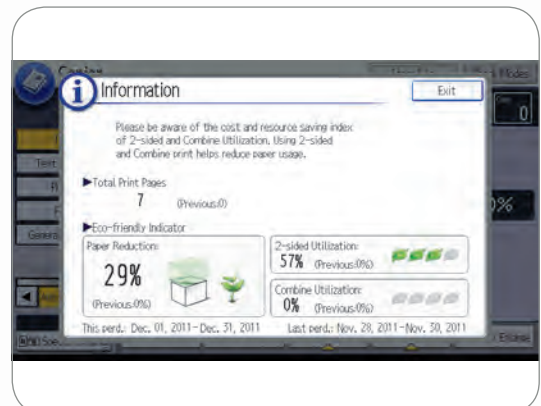 Copier
Modes
Information
Exit
0
Please be aware of the cost and
resource saving index
of 2-sided and Combine Utilization. Using 2-sided
and Combine print helps reduce paper usage.
Text
▶Total Print Pages
7 (Previous:0)
▶Eco-friendly Indicator
Paper Reduction:
29%
(Previous:0%)
2-sided Utilization:
57% (Previous:0%)
Combine Utilization:
0% (Previous:0%)
This perd.: Dec. 01, 2011-Dec. 31, 2011
Last perd.: Nov. 28, 2011-Nov. 30, 2011